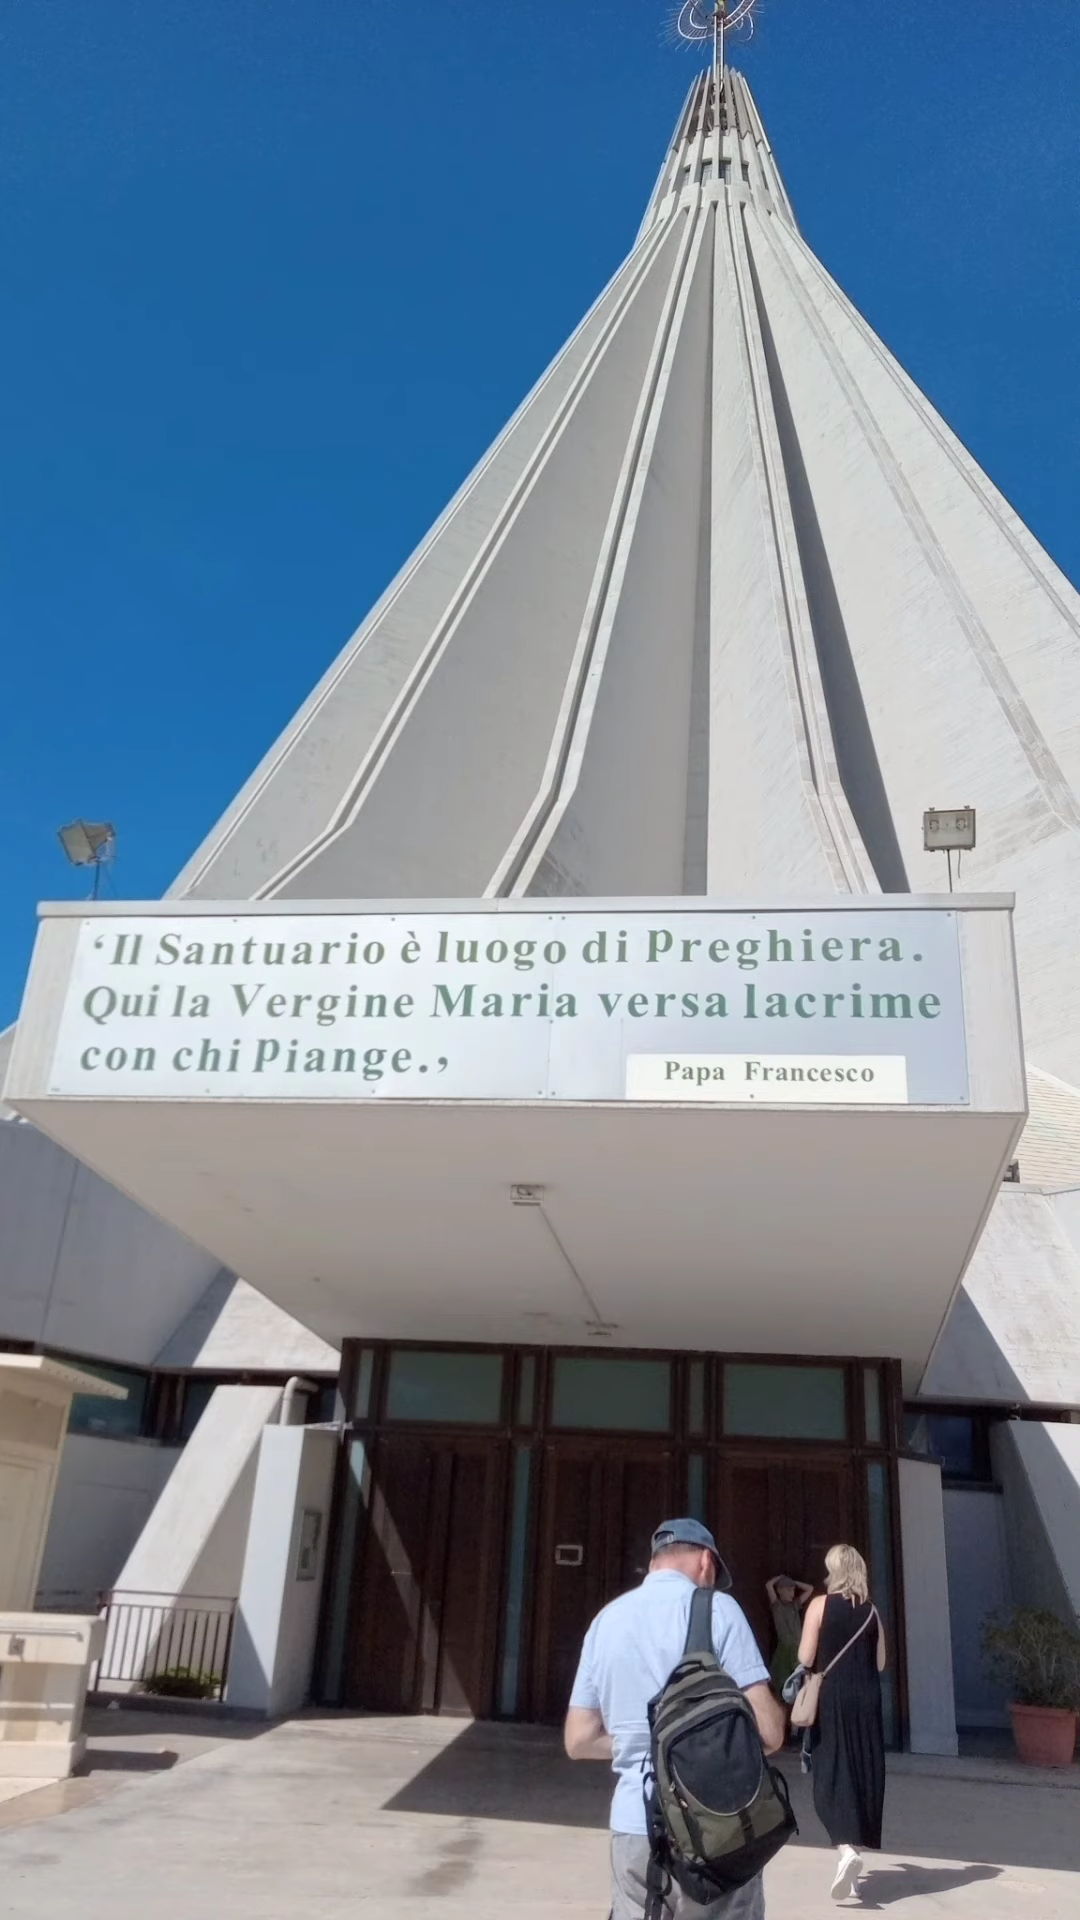 ‘Il Santuario è luogo di Preghiera.
Qui la Vergine Maria versa lacrime
con chi Piange.,
Papa Francesco